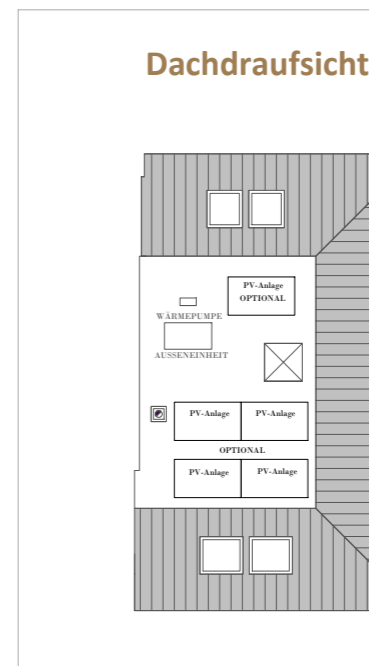 Dachdraufsicht
PV-Anlage
OPTIONAL
WÄRMEPUMPE
AUSSENEINHEIT
PV-Anlage PV-Anlage
OPTIONAL
PV-Anlage PV-Anlage